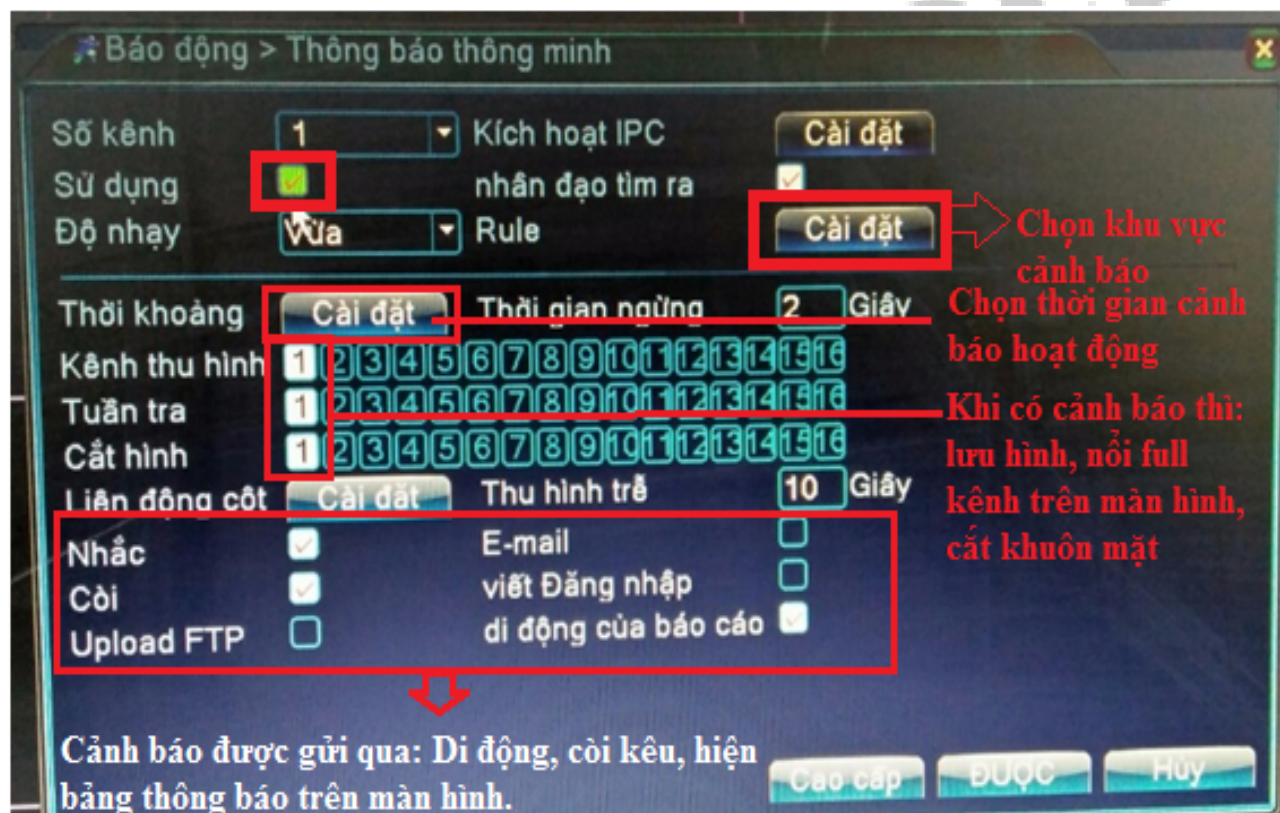 Báo động > Thông báo thông minh
Số kênh 1 Kích hoạt IPC Cài đặt
Sử dụng nhân đạo tìm ra
Độ nhạy Vừa Rule Cài đặt
Chọn khu vực
cảnh báo
Thời khoảng Cài đặt Thời gian ngừng 2 Giây
Chọn thời gian cảnh
báo hoạt động
Kênh thu hình 1 2 3 4 5 6 7 8 9 10 11 12 13 14 15 16
Tuần tra 1 2 3 4 5 6 7 8 9 10 11 12 13 14 15 16
Cắt hình 1 2 3 4 5 6 7 8 9 10 11 12 13 14 15 16
Khi có cảnh báo thì:
lưu hình, nổi full
kênh trên màn hình,
cắt khuôn mặt
Liên động cột Cài đặt Thu hình trễ 10 Giây
Nhắc E-mail
Còi viết Đăng nhập
Upload FTP di động của báo cáo
Cảnh báo được gửi qua: Di động, còi kêu, hiện
bảng thông báo trên màn hình.
Cao cấp ĐUỢC Hủy